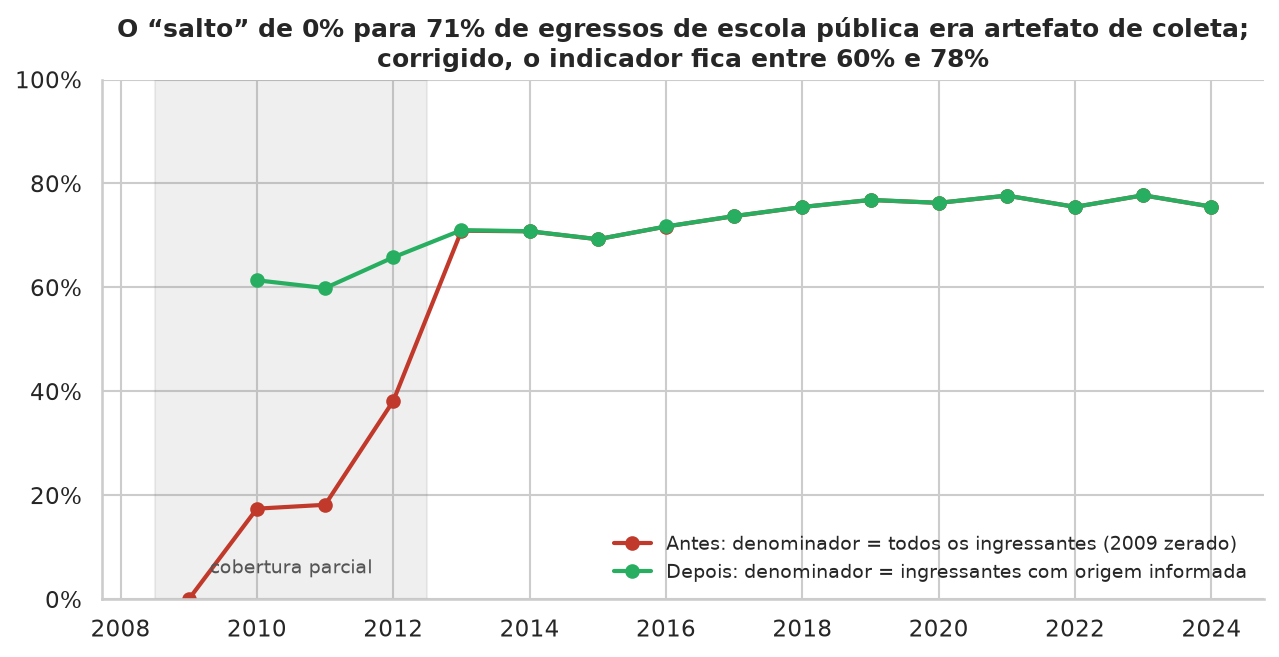 O “salto” de 0% para 71% de egressos de escola pública era artefato de coleta;
corrigido, o indicador fica entre 60% e 78%
100%
80%
60%
40%
20%
0%
cobertura parcial
Antes: denominador = todos os ingressantes (2009 zerado)
Depois: denominador = ingressantes com origem informada
2008 2010 2012 2014 2016 2018 2020 2022 2024